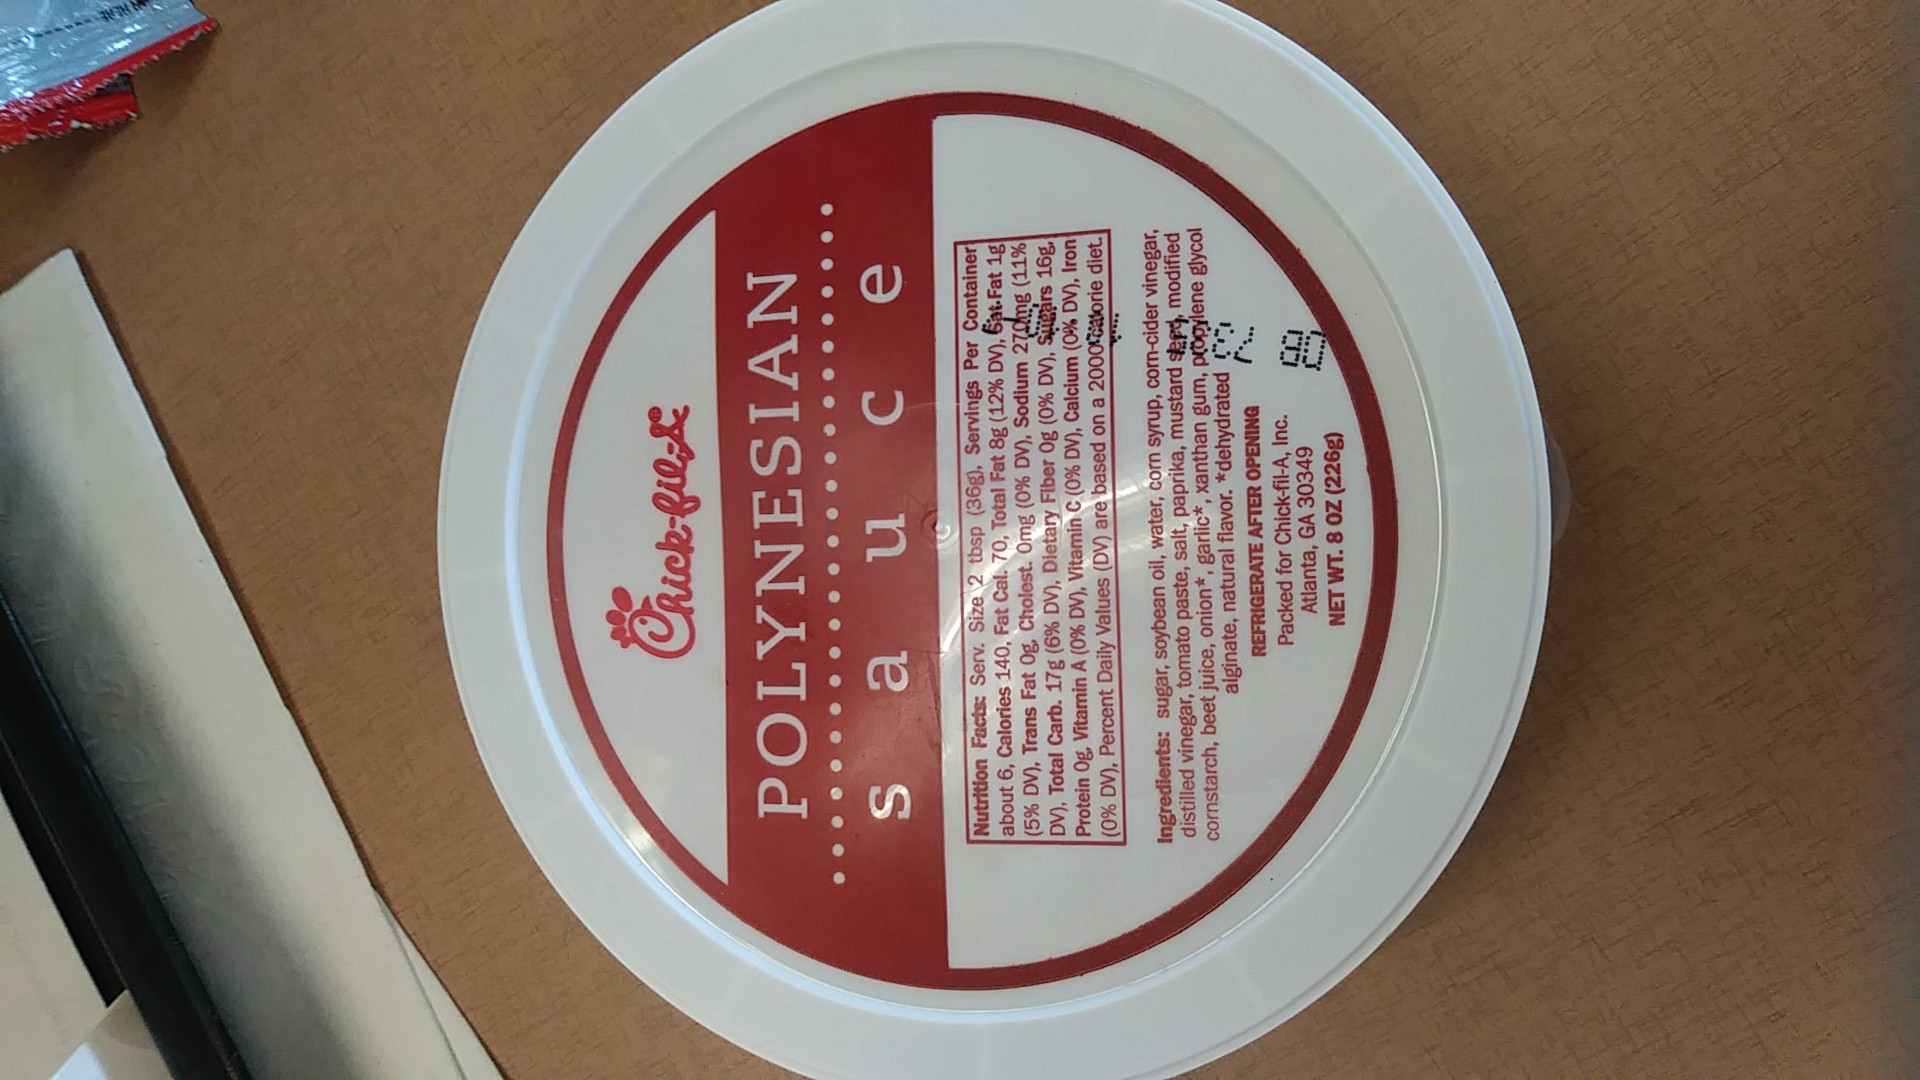 Chick-fil-A®
POLYNESIAN
sauce
Nutrition Facts: Serv. Size 2 tbsp (36g), Servings Per Container
about 6, Calories 140, Fat Cal. 70, Total Fat 8g (12% DV), Sat. Fat 1g
(5% DV), Trans Fat 0g, Cholest. 0mg (0% DV), Sodium 270mg (11%
DV), Total Carb. 17g (6% DV), Dietary Fiber 0g (0% DV), Sugars 16g,
Protein 0g, Vitamin A (0% DV), Vitamin C (0% DV), Calcium (0% DV), Iron
(0% DV), Percent Daily Values (DV) are based on a 2000 calorie diet.
Ingredients: sugar, soybean oil, water, corn syrup, corn-cider vinegar,
distilled vinegar, tomato paste, salt, paprika, mustard seed, modified
cornstarch, beet juice, onion*, garlic*, xanthan gum, propylene glycol
alginate, natural flavor. *dehydrated
REFRIGERATE AFTER OPENING
Packed for Chick-fil-A, Inc.
Atlanta, GA 30349
NET WT. 8 OZ (226g)